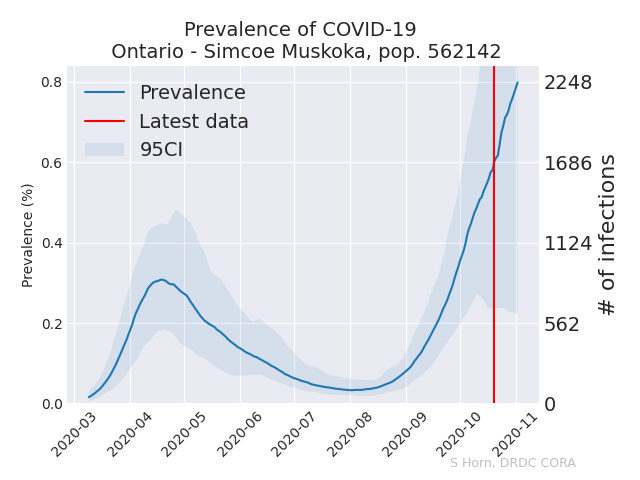 Prevalence of COVID-19
Ontario - Simcoe Muskoka, pop. 562142
Prevalence
Latest data
95CI
Prevalence (%)
0.8
0.6
0.4
0.2
0.0
2248
1686
1124
562
0
# of infections
2020-03
2020-04
2020-05
2020-06
2020-07
2020-08
2020-09
2020-10
2020-11
S Horn, DRDC CORA